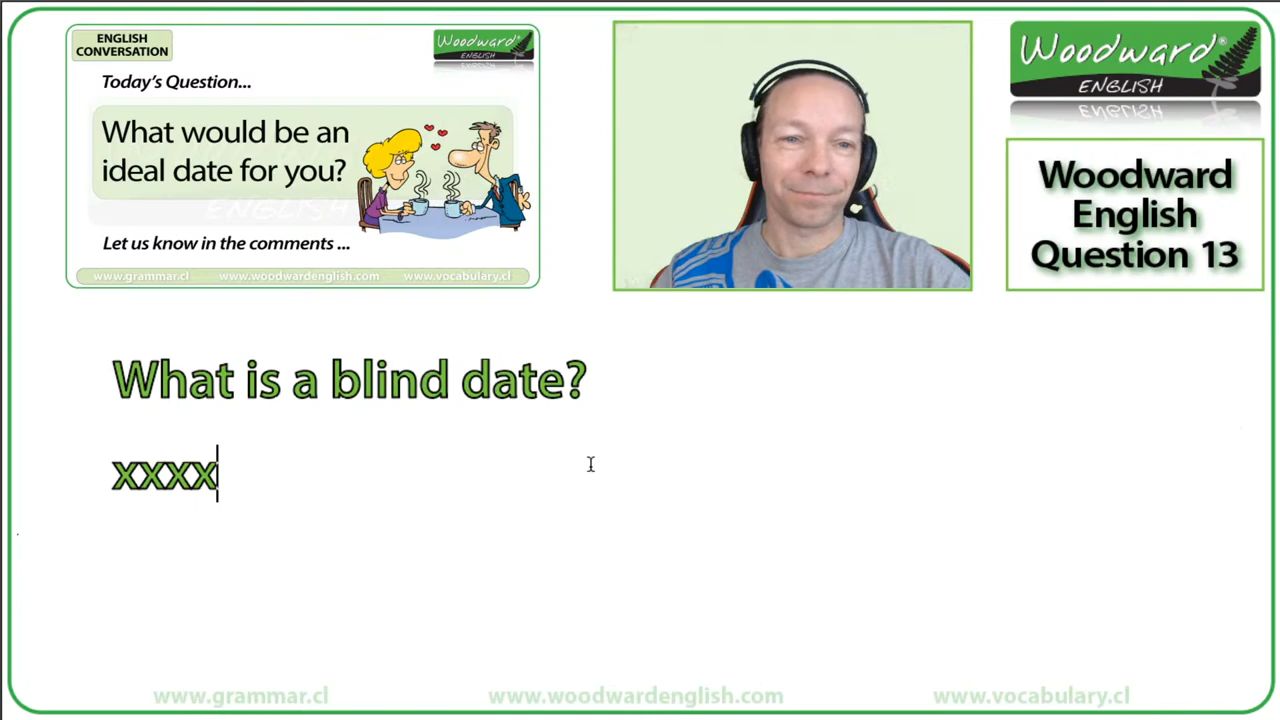 ENGLISH
CONVERSATION
Woodward
ENGLISH
Today's Question...
What would be an
ideal date for you?
Let us know in the comments ...
www.grammar.cl www.woodwardenglish.com www.vocabulary.cl
Woodward®
ENGLISH
Woodward
English
Question 13
What is a blind date?
xxxx
www.grammar.cl www.woodwardenglish.com www.vocabulary.cl